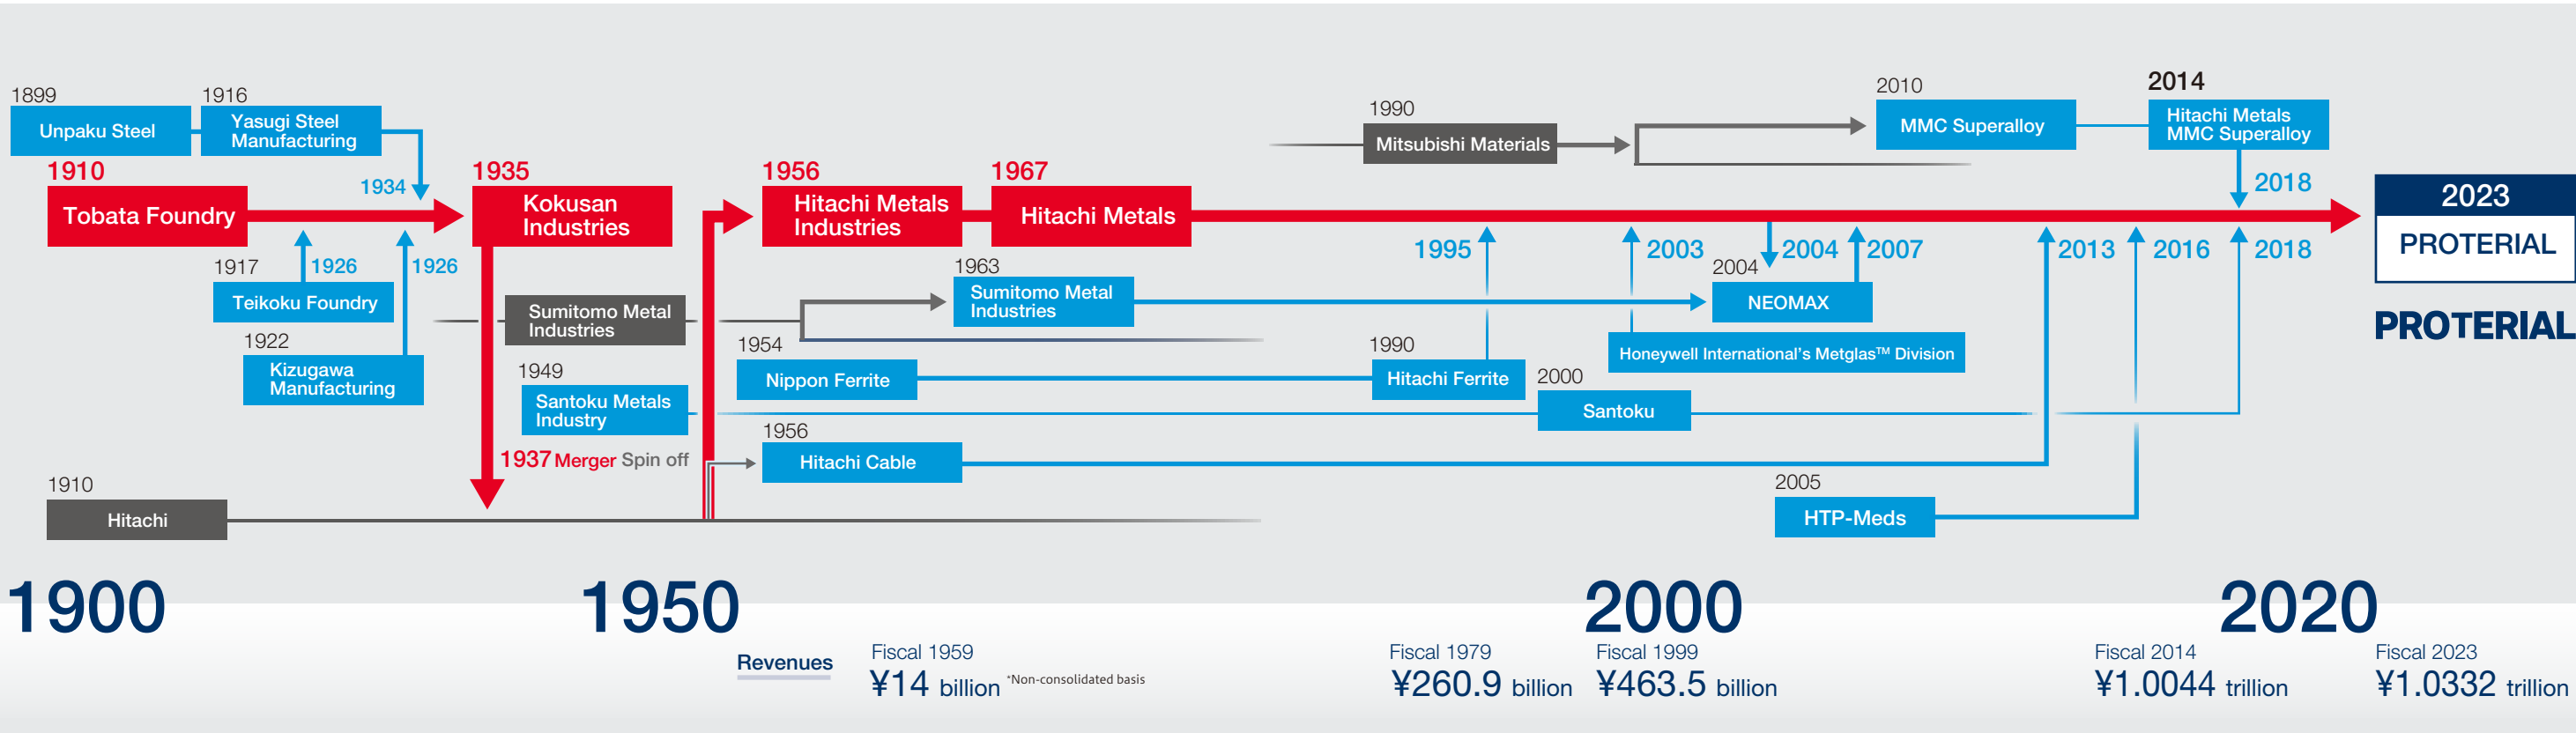 1899
Unpaku Steel
1916
Yasugi Steel
Manufacturing
1910
Tobata Foundry
1934
1926
1926
1917
Teikoku Foundry
1922
Kizugawa
Manufacturing
1910
Hitachi
1935
Kokusan
Industries
1937 Merger Spin off
Sumitomo Metal
Industries
1949
Santoku Metals
Industry
1956
Hitachi Metals
Industries
1967
Hitachi Metals
1963
Sumitomo Metal
Industries
1954
Nippon Ferrite
1956
Hitachi Cable
1990
Mitsubishi Materials
2010
MMC Superalloy
2014
Hitachi Metals
MMC Superalloy
2018
1995
2003
2004
2007
2013
2016
2018
2004
NEOMAX
Honeywell International's Metglas™ Division
1990
Hitachi Ferrite
2000
Santoku
2005
HTP-Meds
2023
PROTERIAL
PROTERIAL
1900
1950
2000
2020
Revenues
Fiscal 1959
¥14 billion *Non-consolidated basis
Fiscal 1979
¥260.9 billion
Fiscal 1999
¥463.5 billion
Fiscal 2014
¥1.0044 trillion
Fiscal 2023
¥1.0332 trillion